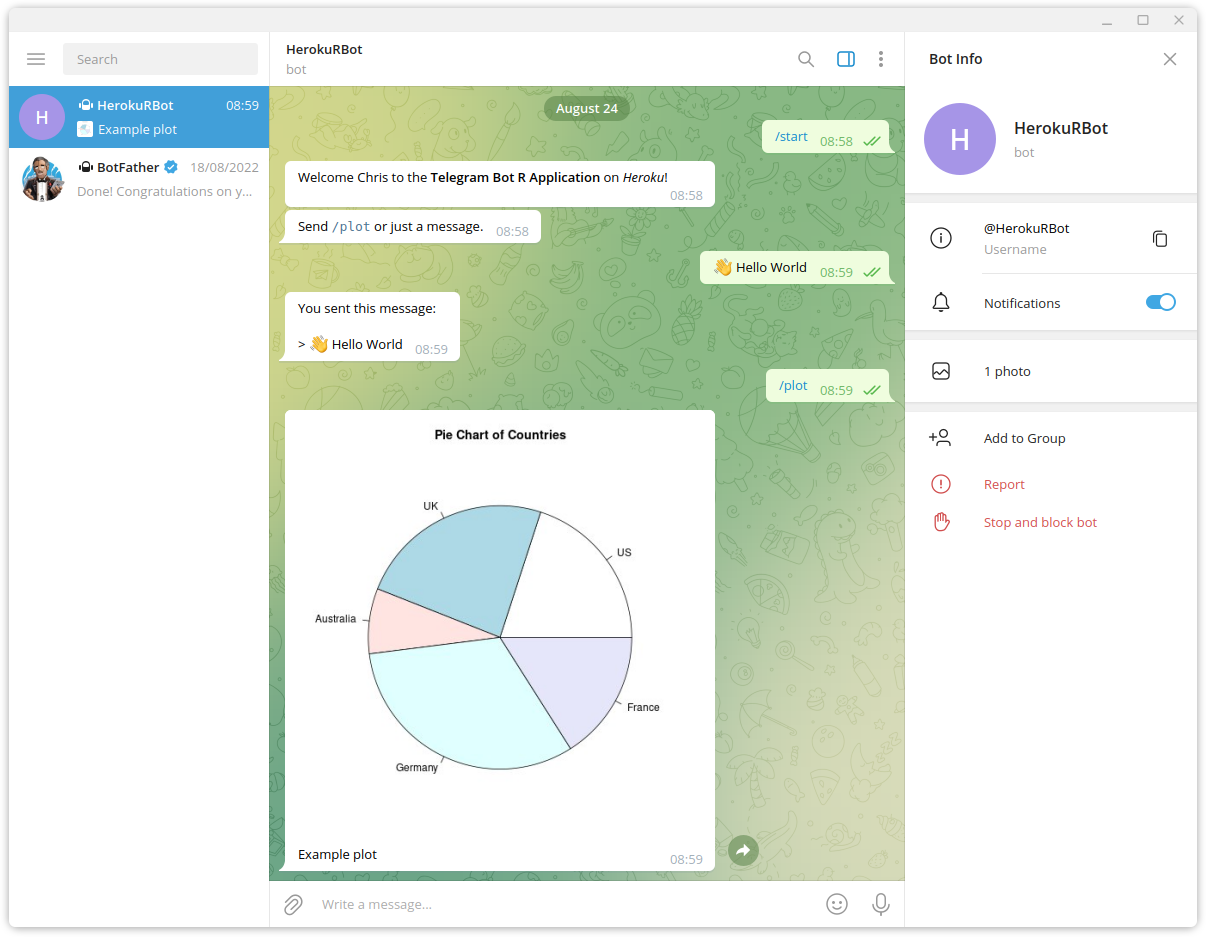 Search
H
HerokuRBot
08:59
Example plot
BotFather
18/08/2022
Done! Congratulations on y...
HerokuRBot
bot
August 24
/start
08:58
Welcome Chris to the Telegram Bot R Application on Heroku!
08:58
Send /plot or just a message.
08:58
👋 Hello World
08:59
You sent this message:
> 👋 Hello World
08:59
/plot
08:59
Pie Chart of Countries
UK
US
Australia
France
Germany
Example plot
08:59
Write a message...
Bot Info
H
HerokuRBot
bot
@HerokuRBot
Username
Notifications
1 photo
Add to Group
Report
Stop and block bot